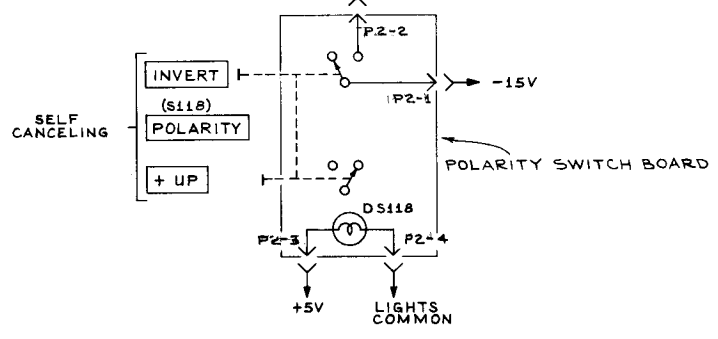 P2-2
INVERT
P2-1
-15V
(S118)
SELF
CANCELING
POLARITY
POLARITY SWITCH BOARD
+ UP
DS118
P2-3
P2-4
+5V
LIGHTS
COMMON